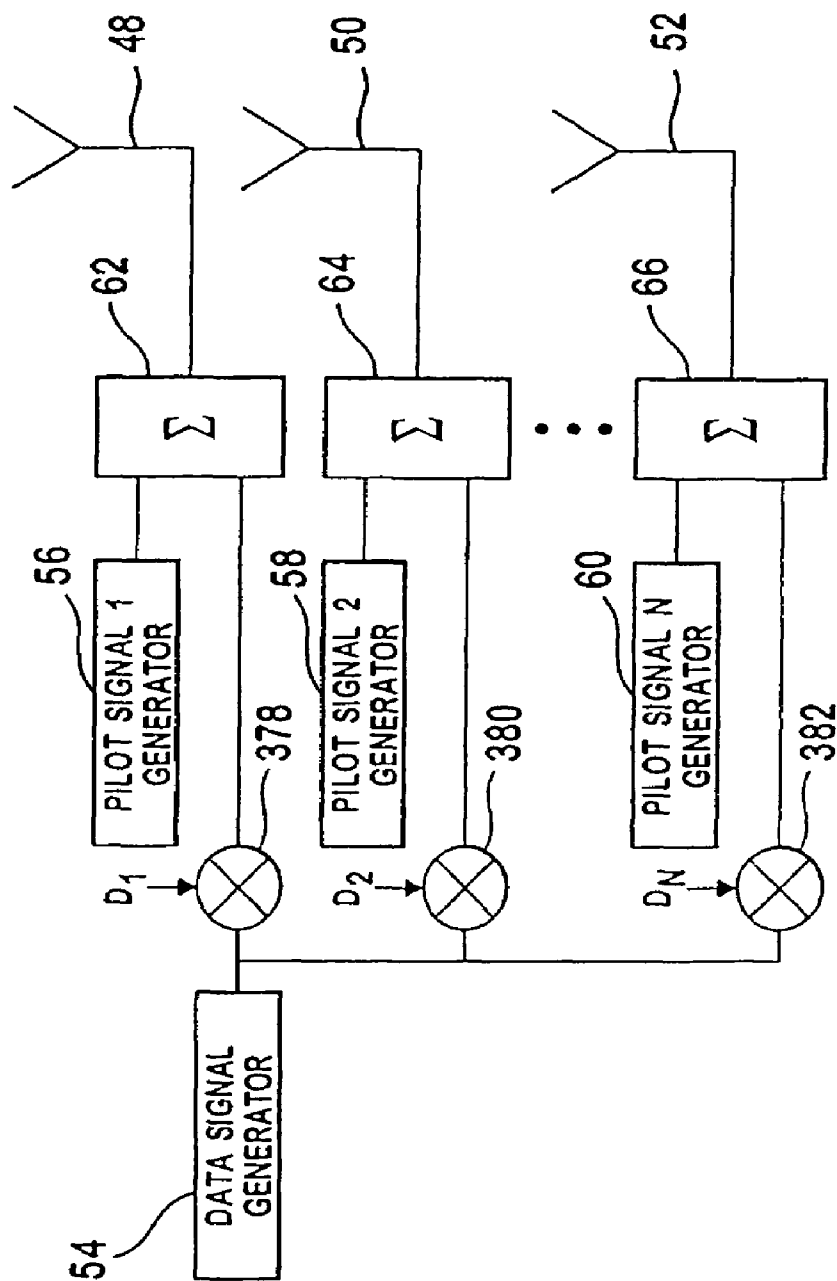 54
DATA SIGNAL
GENERATOR
D1
378
56
PILOT SIGNAL 1
GENERATOR
62
Σ
48
D2
380
58
PILOT SIGNAL 2
GENERATOR
64
Σ
50
DN
382
60
PILOT SIGNAL N
GENERATOR
66
Σ
52